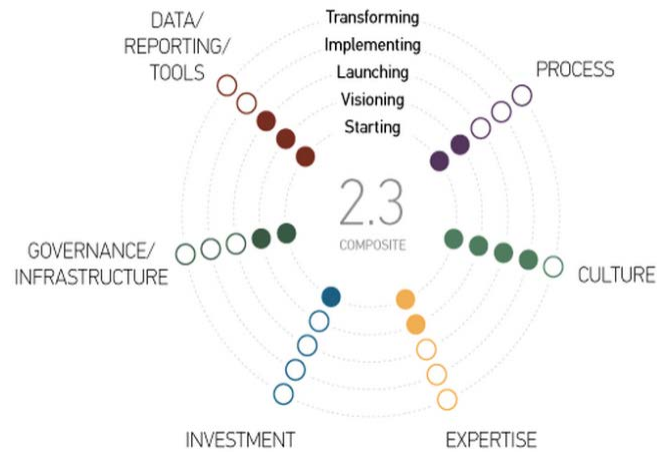 DATA/
REPORTING/
TOOLS
Transforming
Implementing
Launching
Visioning
Starting
PROCESS
2.3
COMPOSITE
GOVERNANCE/
INFRASTRUCTURE
CULTURE
INVESTMENT
EXPERTISE